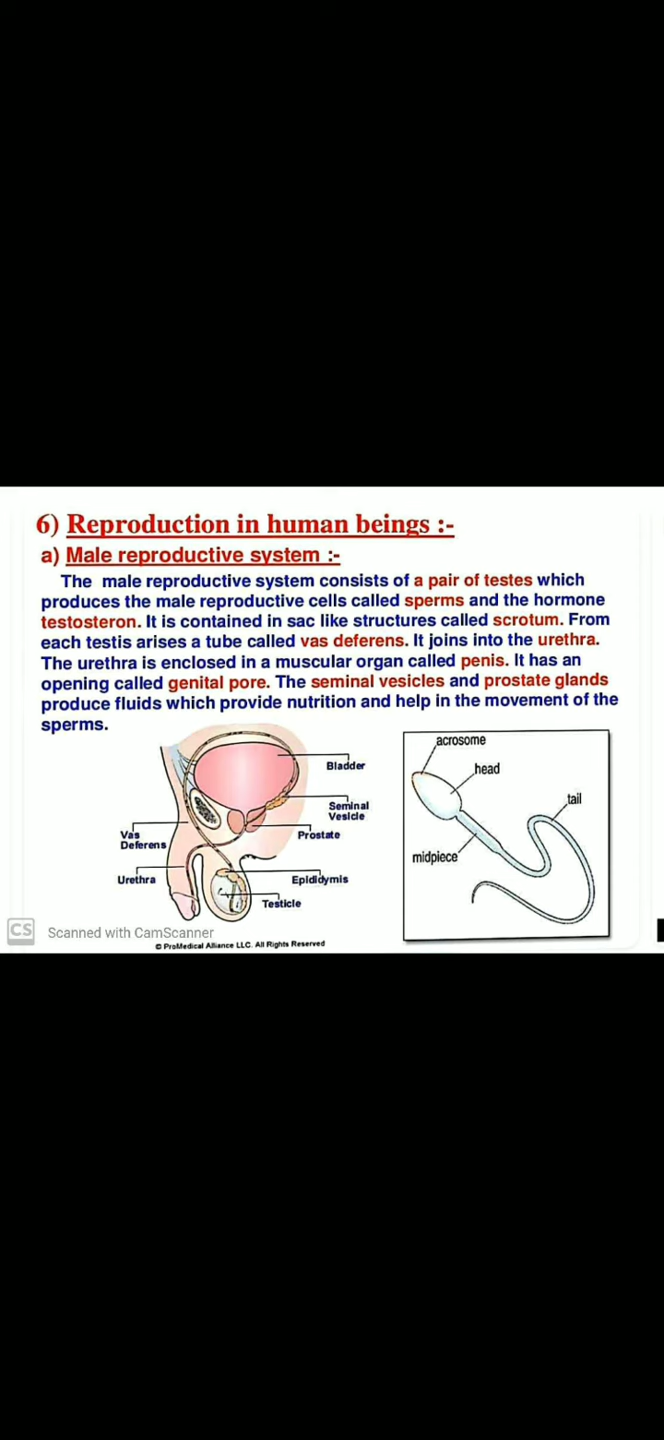 6) Reproduction in human beings :-
a) Male reproductive system :-
The male reproductive system consists of a pair of testes which
produces the male reproductive cells called sperms and the hormone
testosteron. It is contained in sac like structures called scrotum. From
each testis arises a tube called vas deferens. It joins into the urethra.
The urethra is enclosed in a muscular organ called penis. It has an
opening called genital pore. The seminal vesicles and prostate glands
produce fluids which provide nutrition and help in the movement of the
sperms.
Bladder
Seminal
Vesicle
Prostate
Vas
Deferens
Urethra
Epididymis
Testicle
© ProMedical Alliance LLC. All Rights Reserved
acrosome
head
tail
midpiece
CS Scanned with CamScanner